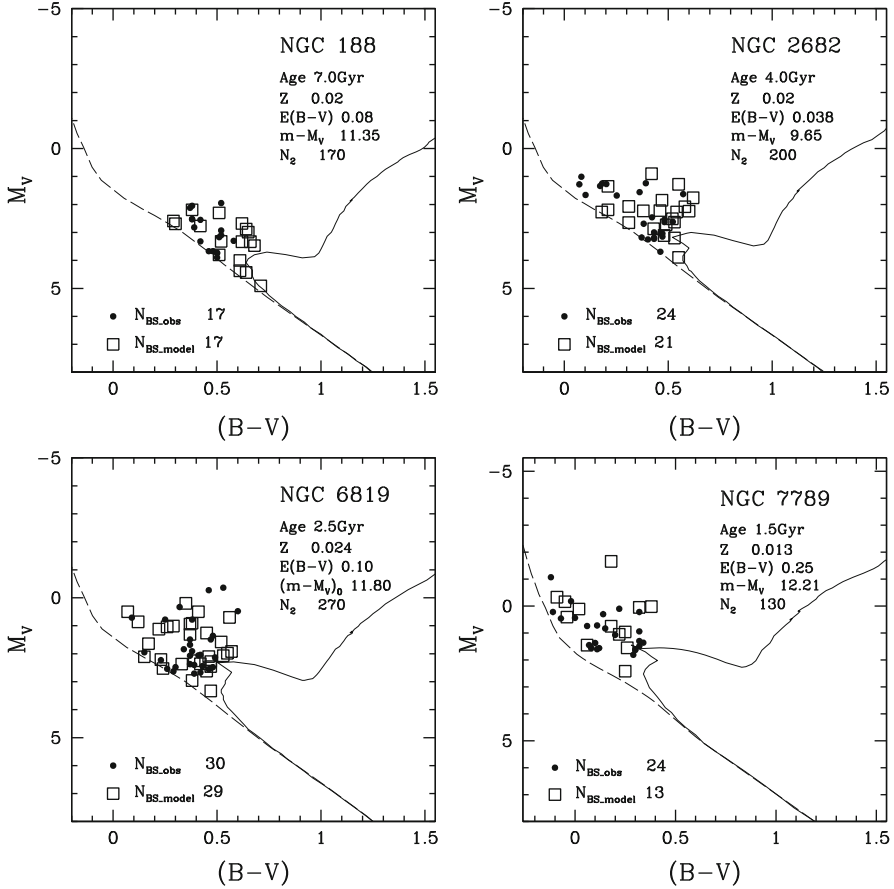 NGC 188
Age 7.0Gyr
Z 0.02
E(B-V) 0.08
m-M_V 11.35
N_2 170
N_BS_obs 17
N_BS_model 17
-5
0
5
M_V
0 0.5 1 1.5
(B-V)
NGC 2682
Age 4.0Gyr
Z 0.02
E(B-V) 0.038
m-M_V 9.65
N_2 200
N_BS_obs 24
N_BS_model 21
-5
0
5
M_V
0 0.5 1 1.5
(B-V)
NGC 6819
Age 2.5Gyr
Z 0.024
E(B-V) 0.10
(m-M_V)_0 11.80
N_2 270
N_BS_obs 30
N_BS_model 29
-5
0
5
M_V
0 0.5 1 1.5
(B-V)
NGC 7789
Age 1.5Gyr
Z 0.013
E(B-V) 0.25
m-M_V 12.21
N_2 130
N_BS_obs 24
N_BS_model 13
-5
0
5
M_V
0 0.5 1 1.5
(B-V)